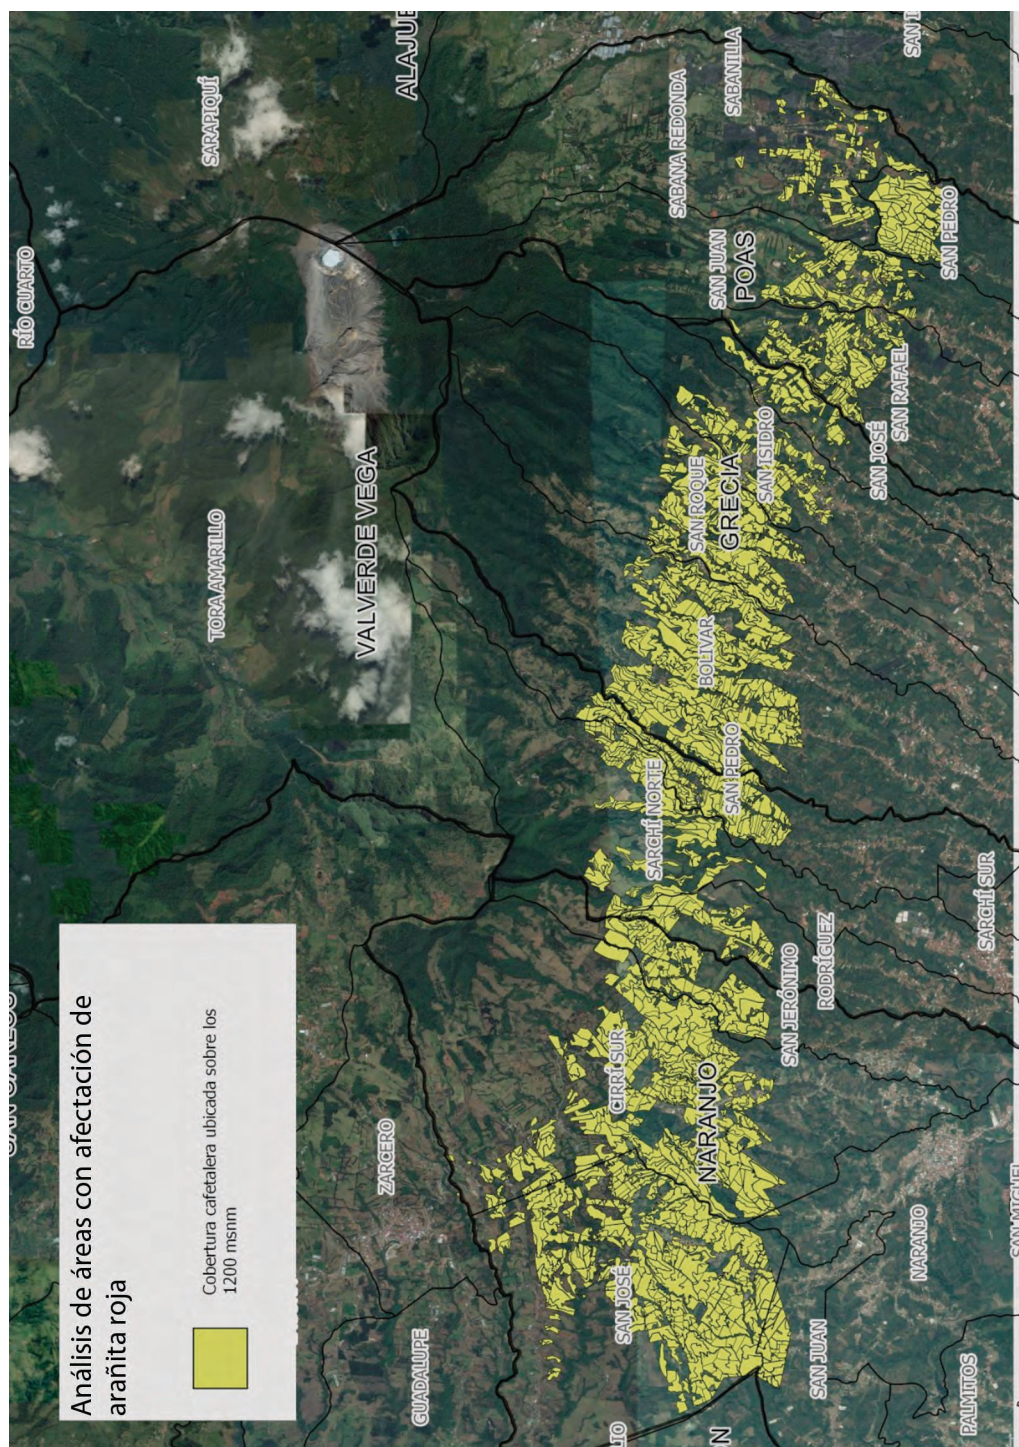 RÍO CUARTO
Análisis de áreas con afectación de
arañita roja
Cobertura cafetalera ubicada sobre los
1200 msnm
TORA AMARILLO
SARAPIQUÍ
VALVERDE VEGA
ZARCERO
ALAJUE
GUADALUPE
CIRRÍ SUR
SAN JOSÉ
SARCHÍ NORTE
SABANA REDONDA
SAN ROQUE
NARANJO
BOLIVAR
SAN JUAN
GRECIA
SAN PEDRO
SABANILLA
POAS
SAN ISIDRO
SAN JERÓNIMO
SAN JUAN
RODRÍGUEZ
SAN JOSÉ
SAN RAFAEL
NARANJO
SAN PEDRO
PALMITOS
SARCHÍ SUR